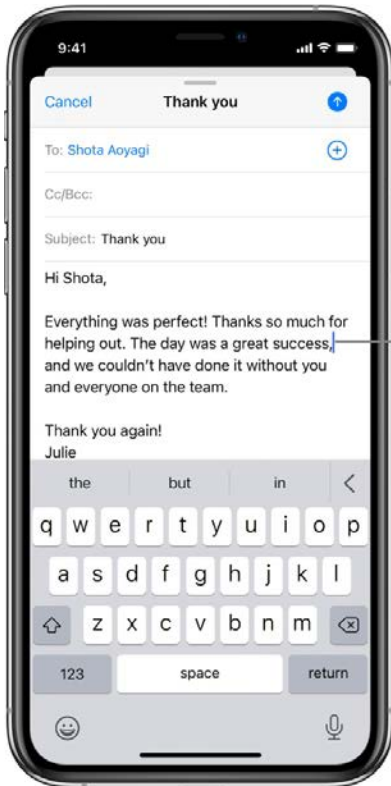 9:41
Cancel Thank you
To: Shota Aoyagi
Cc/Bcc:
Subject: Thank you
Hi Shota,
Everything was perfect! Thanks so much for
helping out. The day was a great success,
and we couldn't have done it without you
and everyone on the team.
Thank you again!
Julie
the but in
q w e r t y u i o p
a s d f g h j k l
z x c v b n m
123 space return